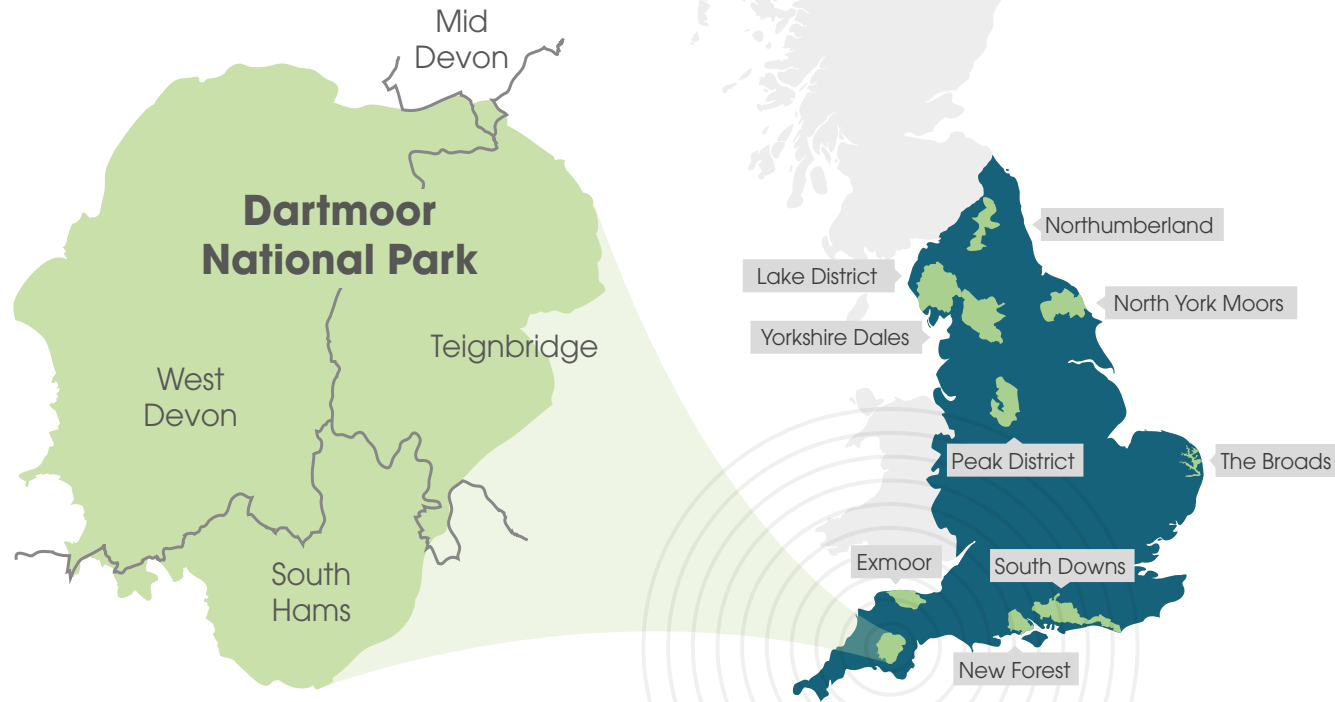 Mid
Devon
Dartmoor
National Park
Teignbridge
West
Devon
South
Hams
Northumberland
Lake District
North York Moors
Yorkshire Dales
Peak District
The Broads
Exmoor
South Downs
New Forest